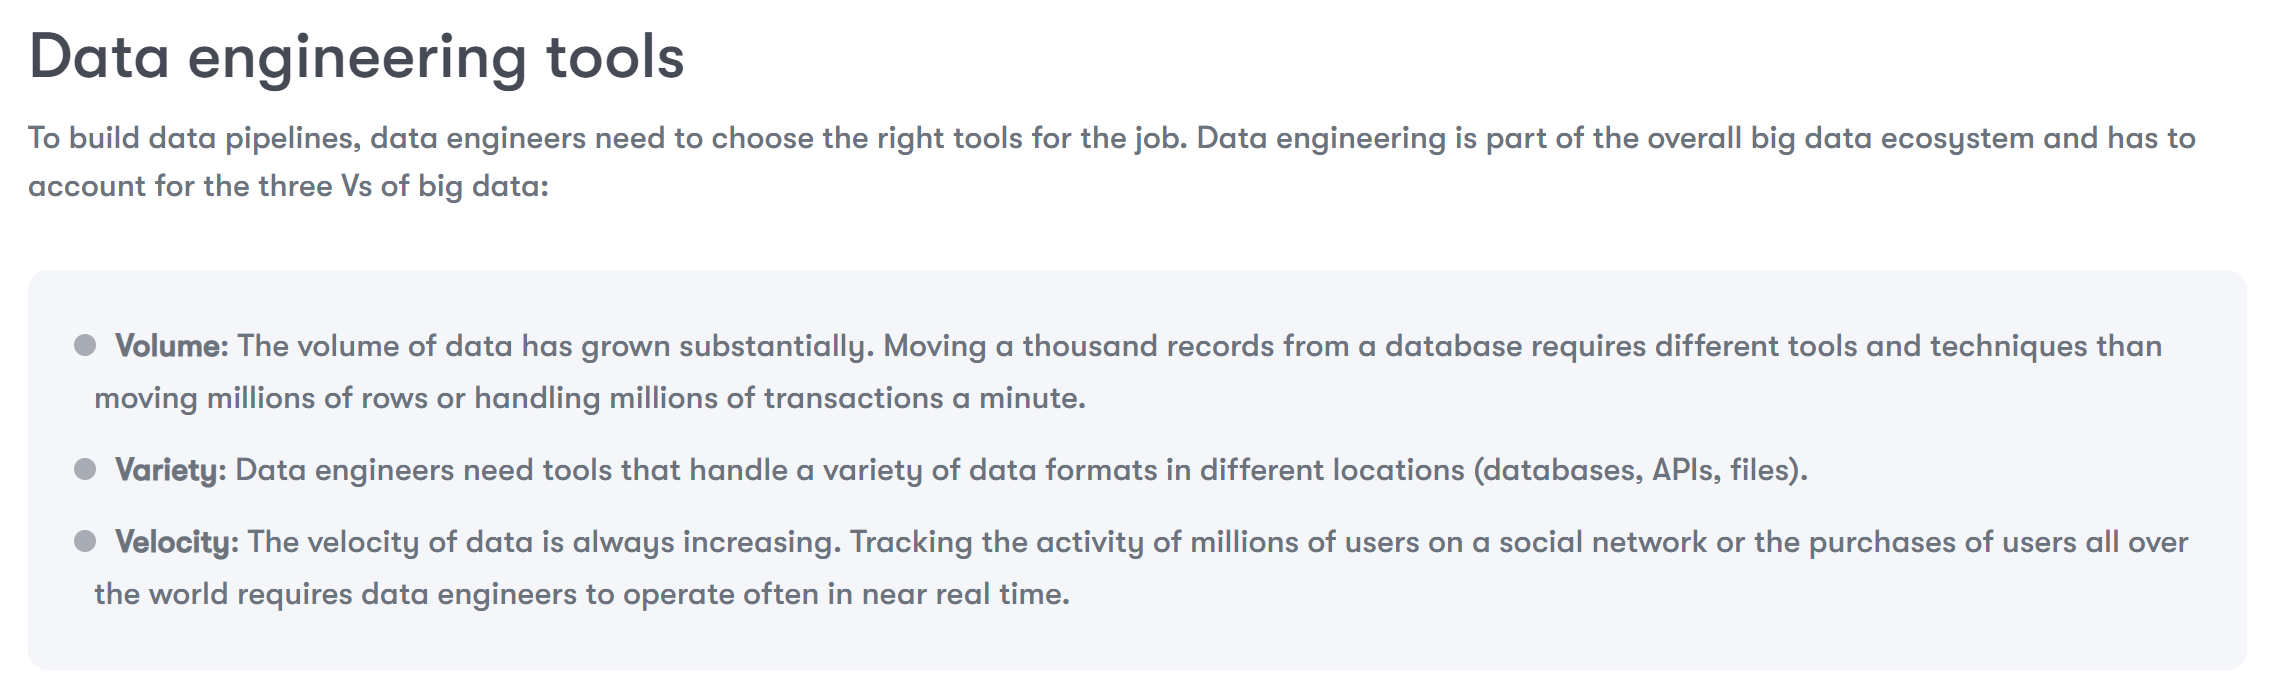 Data engineering tools
To build data pipelines, data engineers need to choose the right tools for the job. Data engineering is part of the overall big data ecosystem and has to
account for the three Vs of big data:
Volume: The volume of data has grown substantially. Moving a thousand records from a database requires different tools and techniques than
moving millions of rows or handling millions of transactions a minute.
Variety: Data engineers need tools that handle a variety of data formats in different locations (databases, APIs, files).
Velocity: The velocity of data is always increasing. Tracking the activity of millions of users on a social network or the purchases of users all over
the world requires data engineers to operate often in near real time.